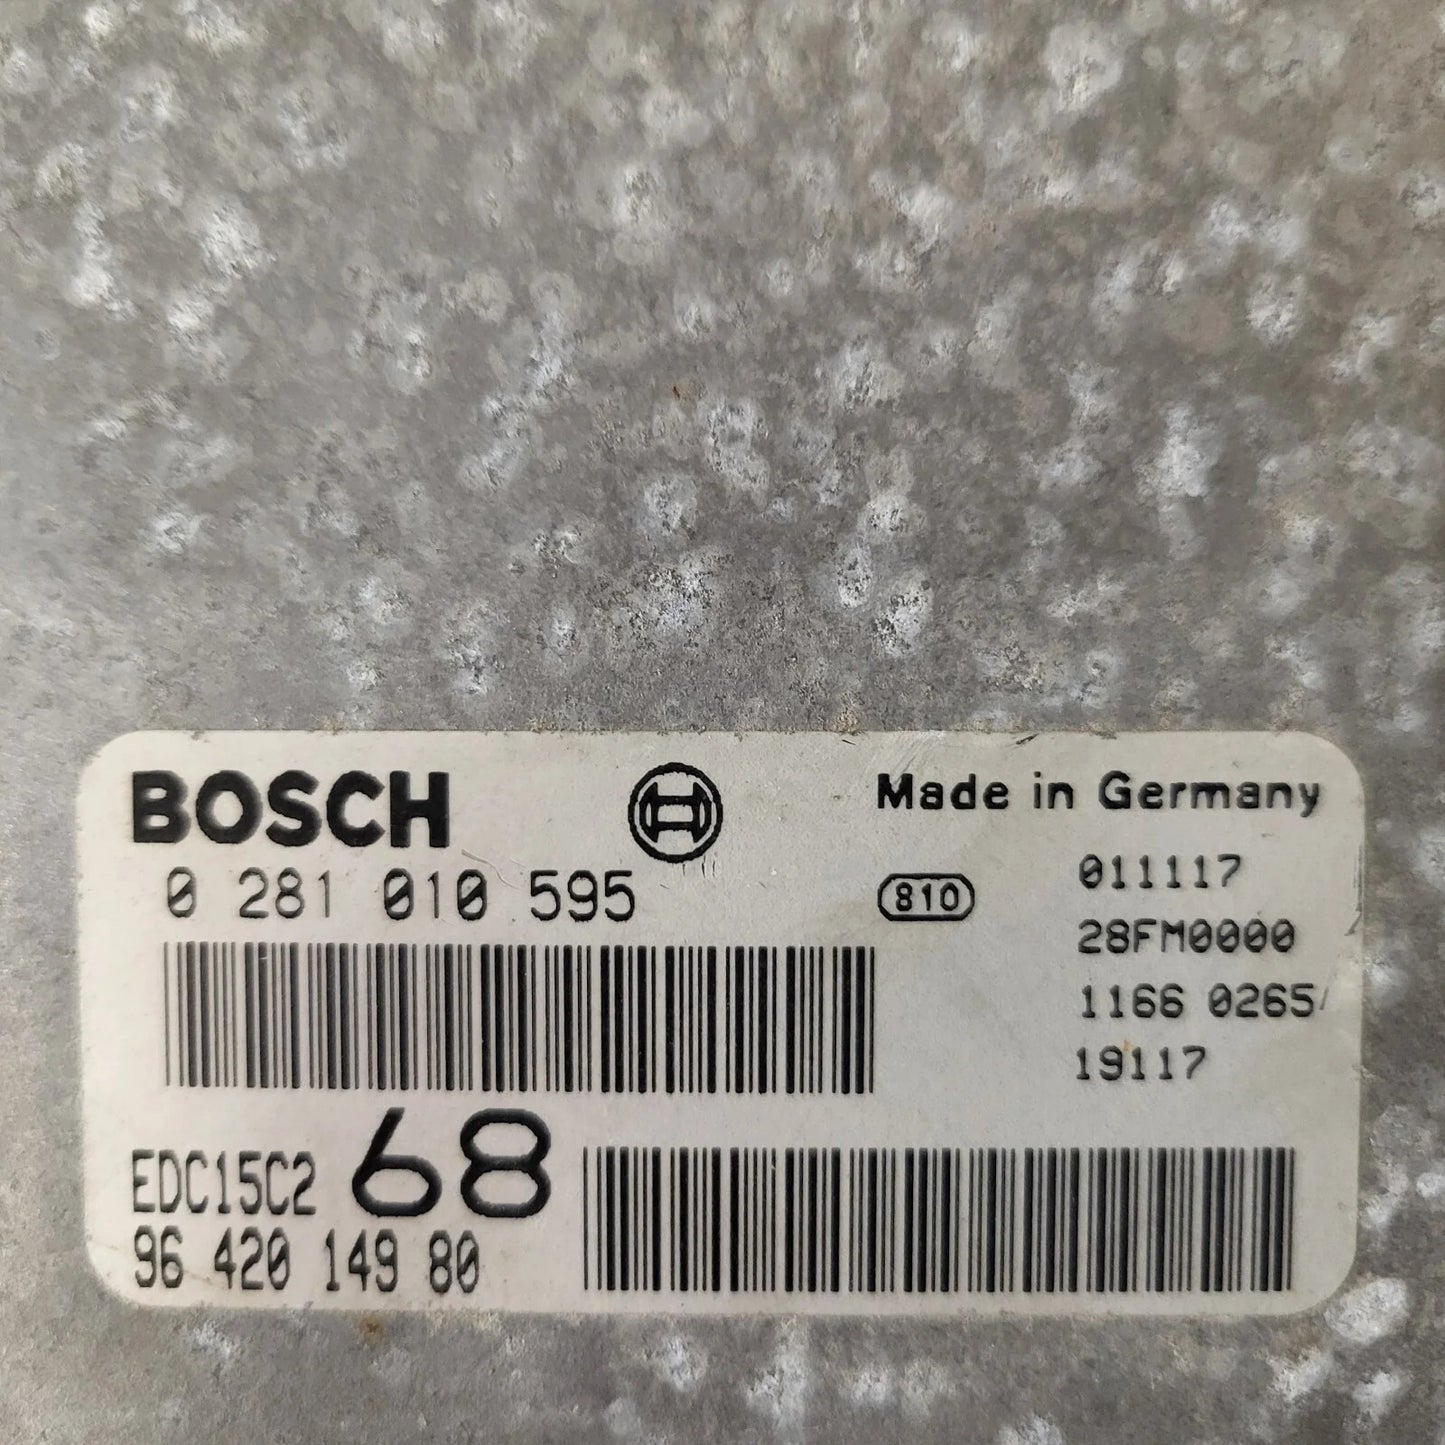 BOSCH
Made in Germany
0 281 010 595
810
011117
28FM0000
1166 0265
19117
EDC15C2 68
96 420 149 80